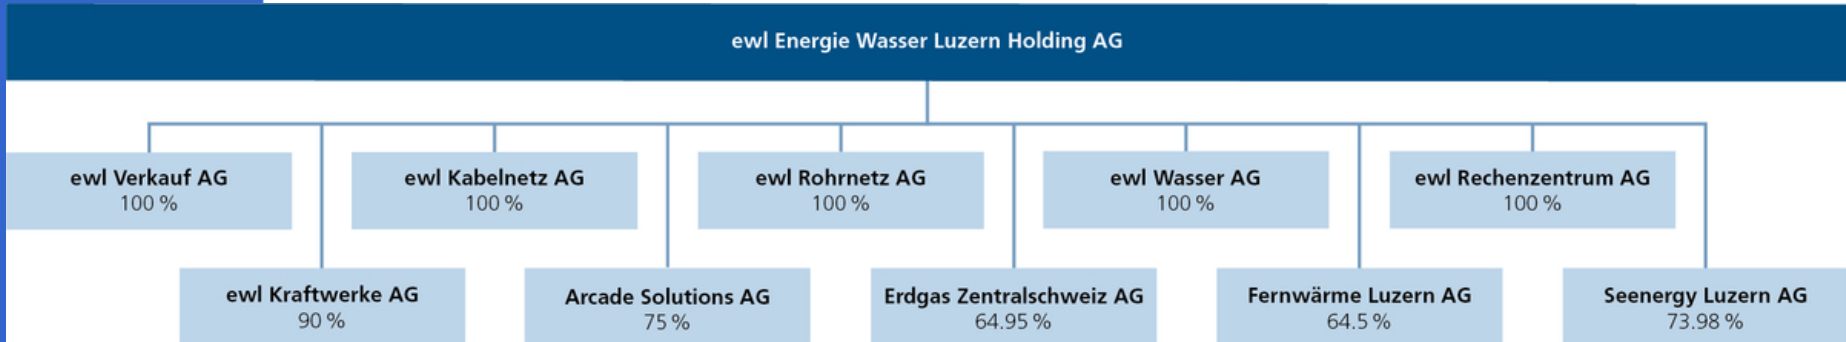 ewl Energie Wasser Luzern Holding AG
ewl Verkauf AG
100 %
ewl Kabelnetz AG
100 %
ewl Rohrnetz AG
100 %
ewl Wasser AG
100 %
ewl Rechenzentrum AG
100 %
ewl Kraftwerke AG
90 %
Arcade Solutions AG
75 %
Erdgas Zentralschweiz AG
64.95 %
Fernwärme Luzern AG
64.5 %
Seenergy Luzern AG
73.98 %